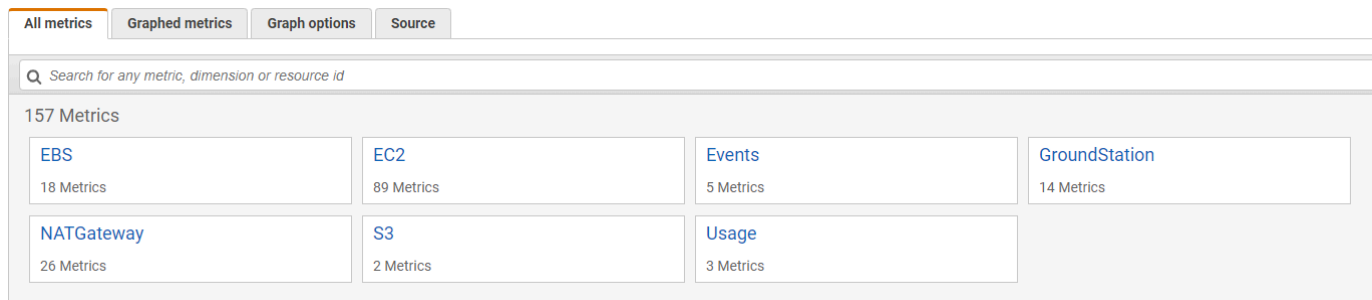 All metrics Graphed metrics Graph options Source
Search for any metric, dimension or resource id
157 Metrics
EBS EC2 Events GroundStation
18 Metrics 89 Metrics 5 Metrics 14 Metrics
NATGateway S3 Usage
26 Metrics 2 Metrics 3 Metrics